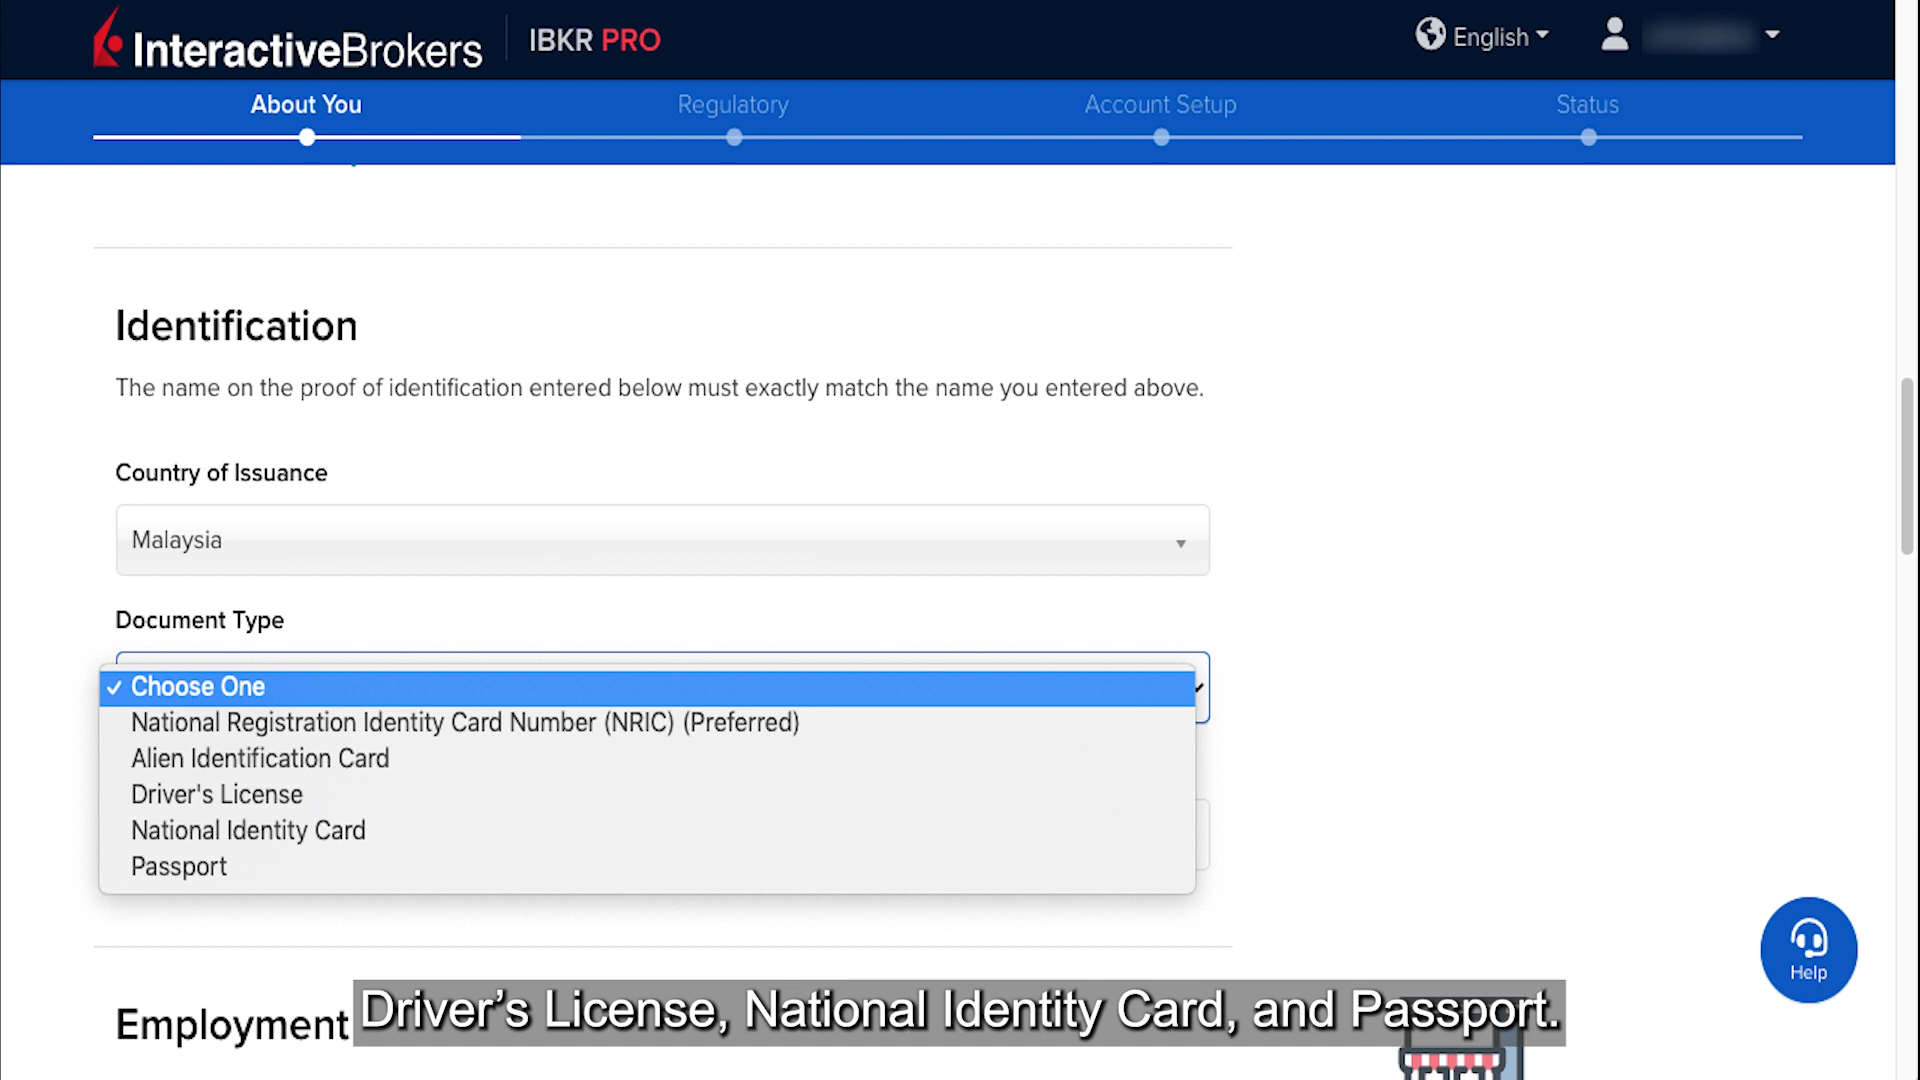 InteractiveBrokers IBKR PRO English
About You Regulatory Account Setup Status
Identification
The name on the proof of identification entered below must exactly match the name you entered above.
Country of Issuance
Malaysia
Document Type
Choose One
National Registration Identity Card Number (NRIC) (Preferred)
Alien Identification Card
Driver's License
National Identity Card
Passport
Help
Employment
Driver’s License, National Identity Card, and Passport.